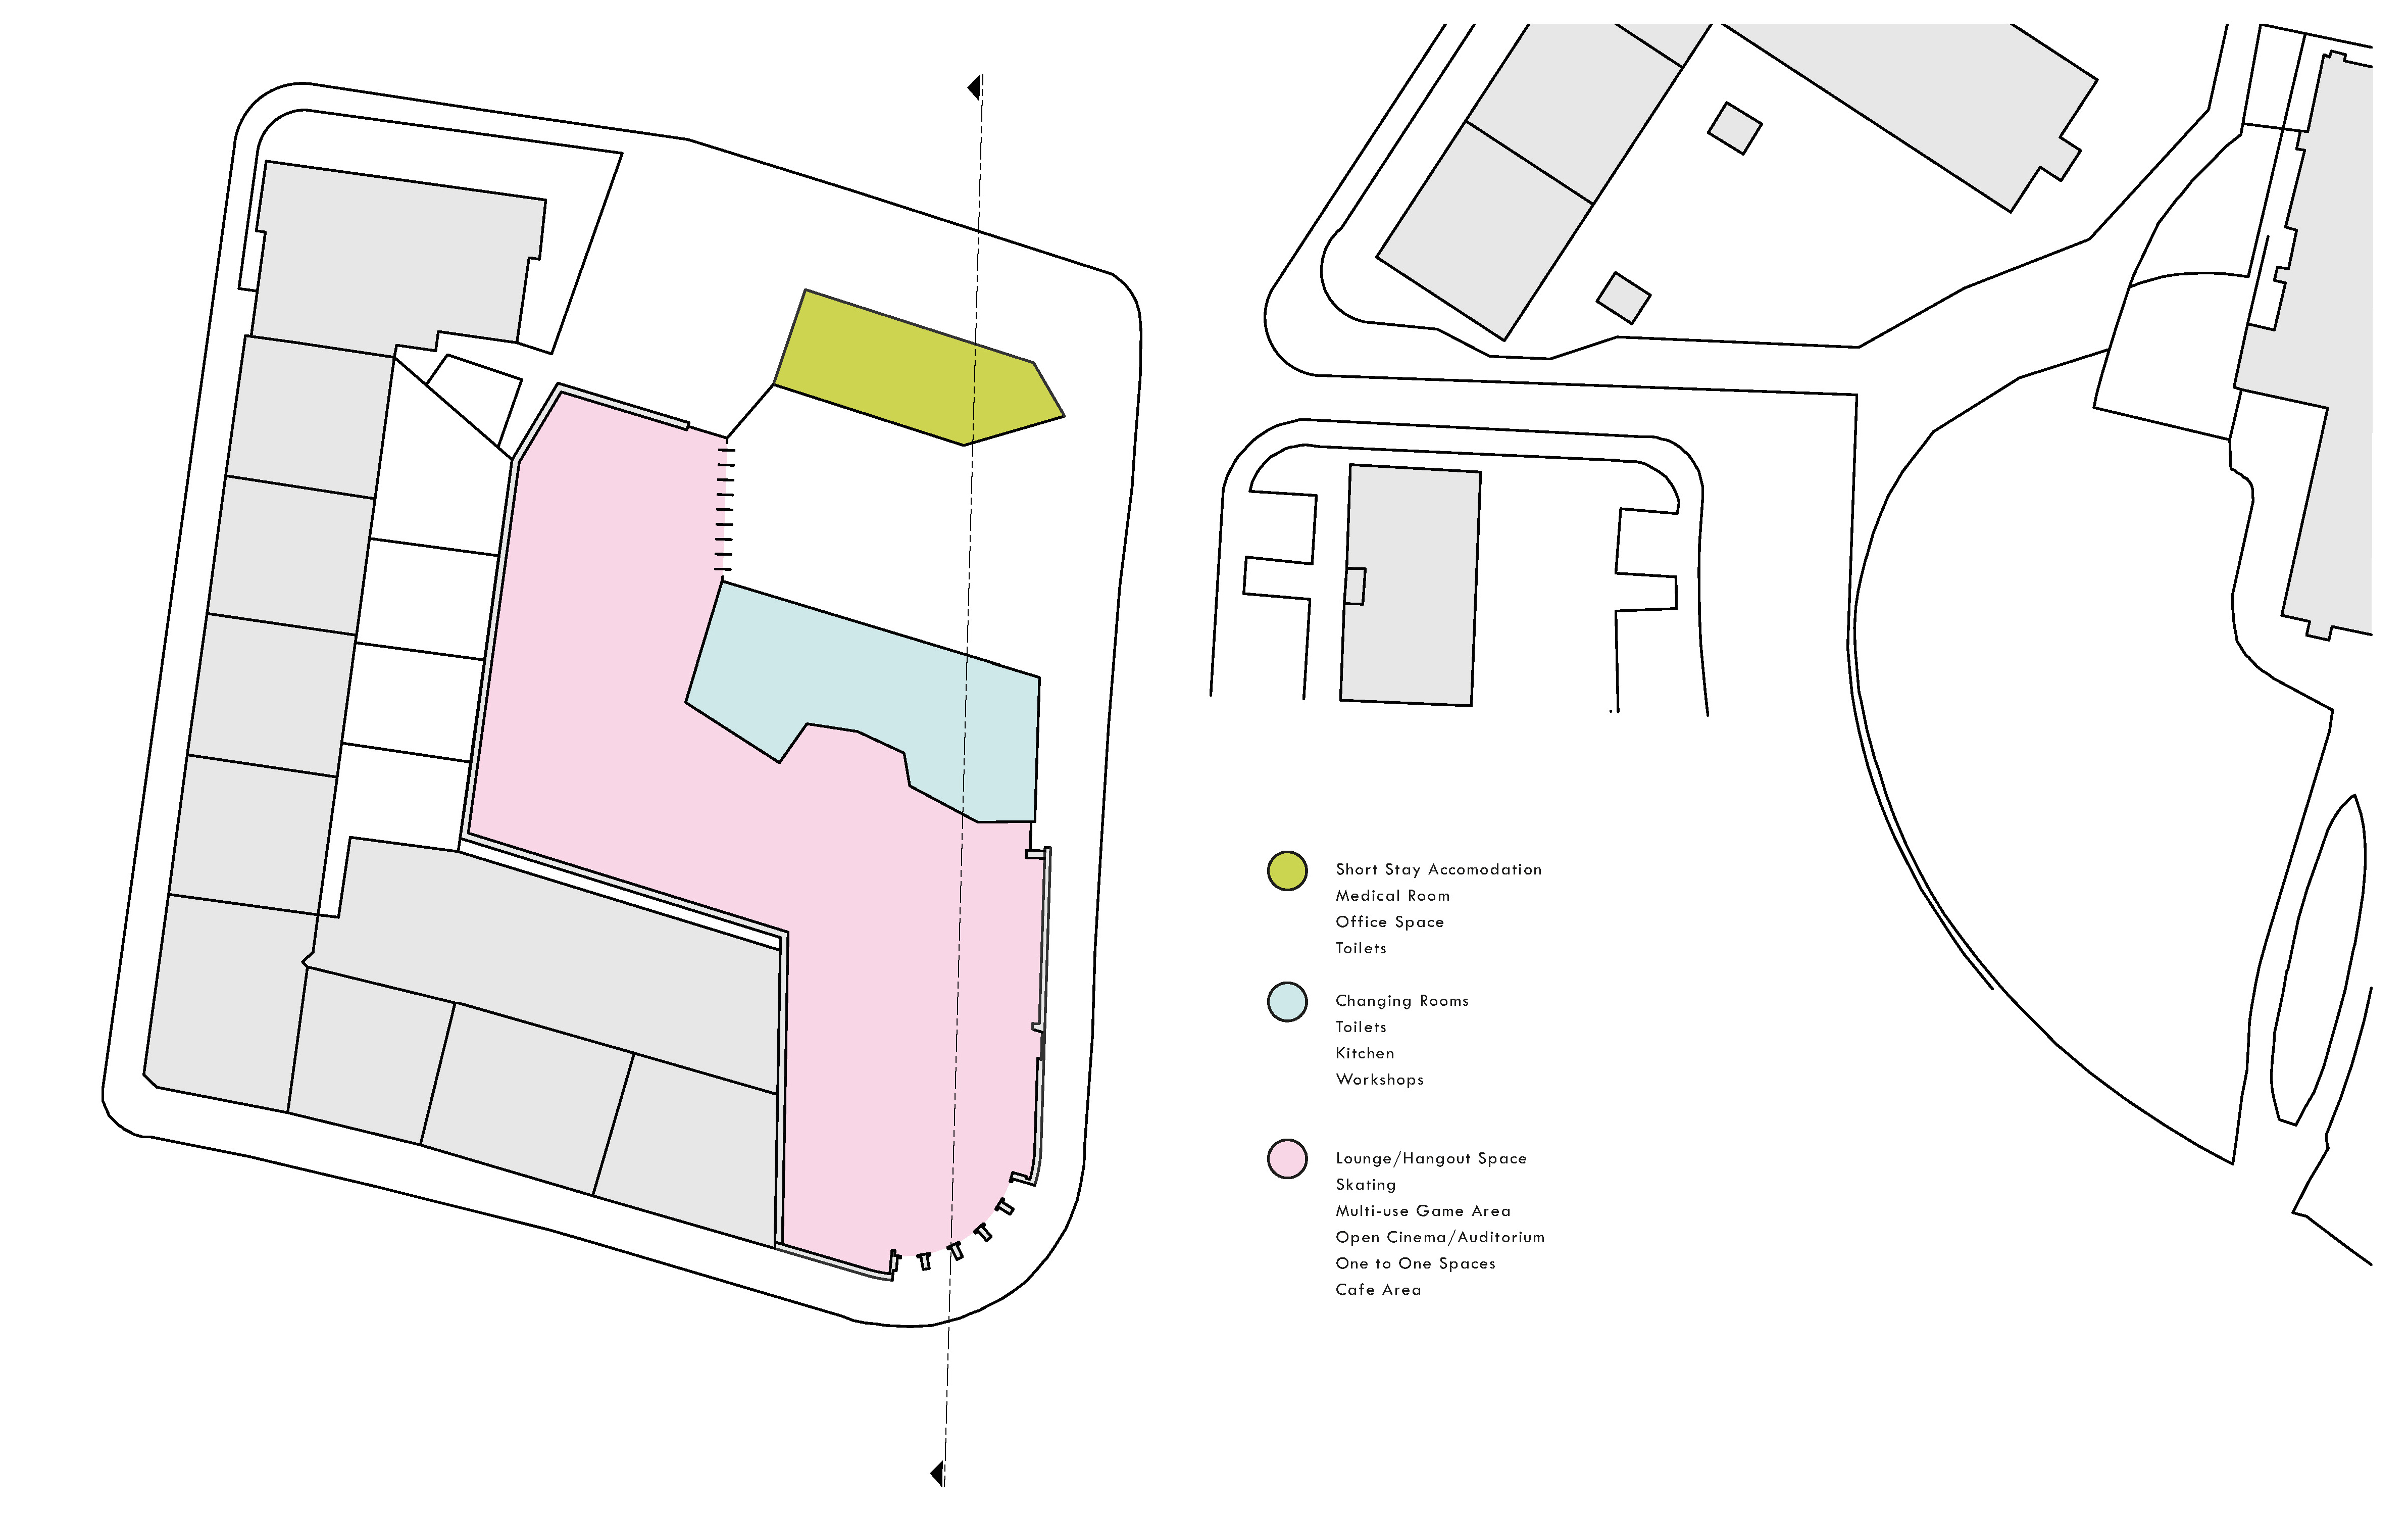 Short Stay Accomodation
Medical Room
Office Space
Toilets
Changing Rooms
Toilets
Kitchen
Workshops
Lounge/Hangout Space
Skating
Multi-use Game Area
Open Cinema/Auditorium
One to One Spaces
Cafe Area